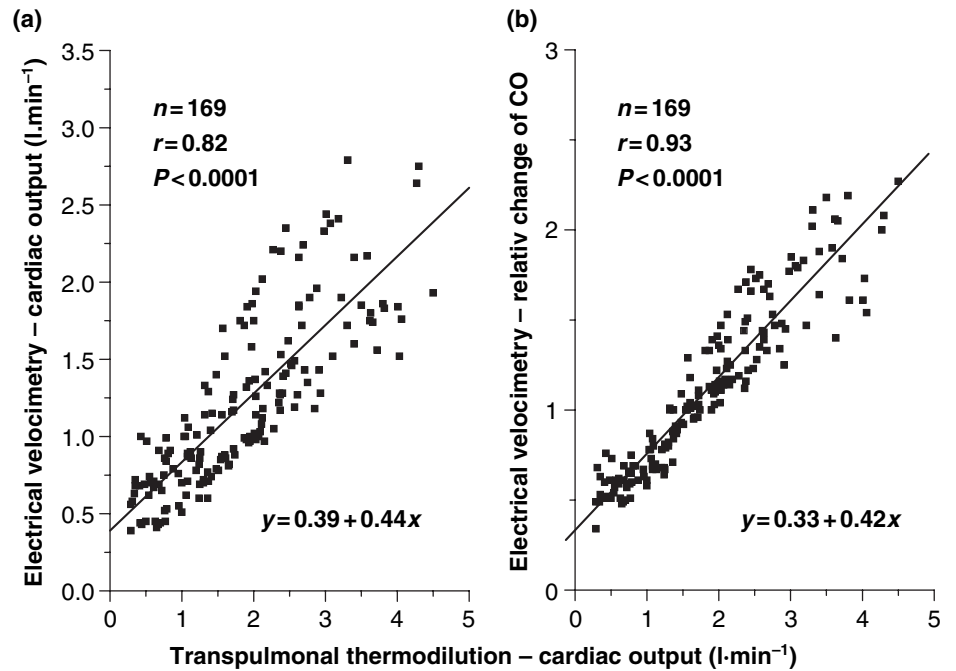 (a)
Electrical velocimetry – cardiac output (l.min⁻¹)
3.5
3.0
2.5
2.0
1.5
1.0
0.5
0.0
n=169
r=0.82
P<0.0001
y=0.39+0.44x
0 1 2 3 4 5
(b)
Electrical velocimetry – relativ change of CO
3
2
1
0
n=169
r=0.93
P<0.0001
y=0.33+0.42x
0 1 2 3 4 5
Transpulmonal thermodilution – cardiac output (l·min⁻¹)